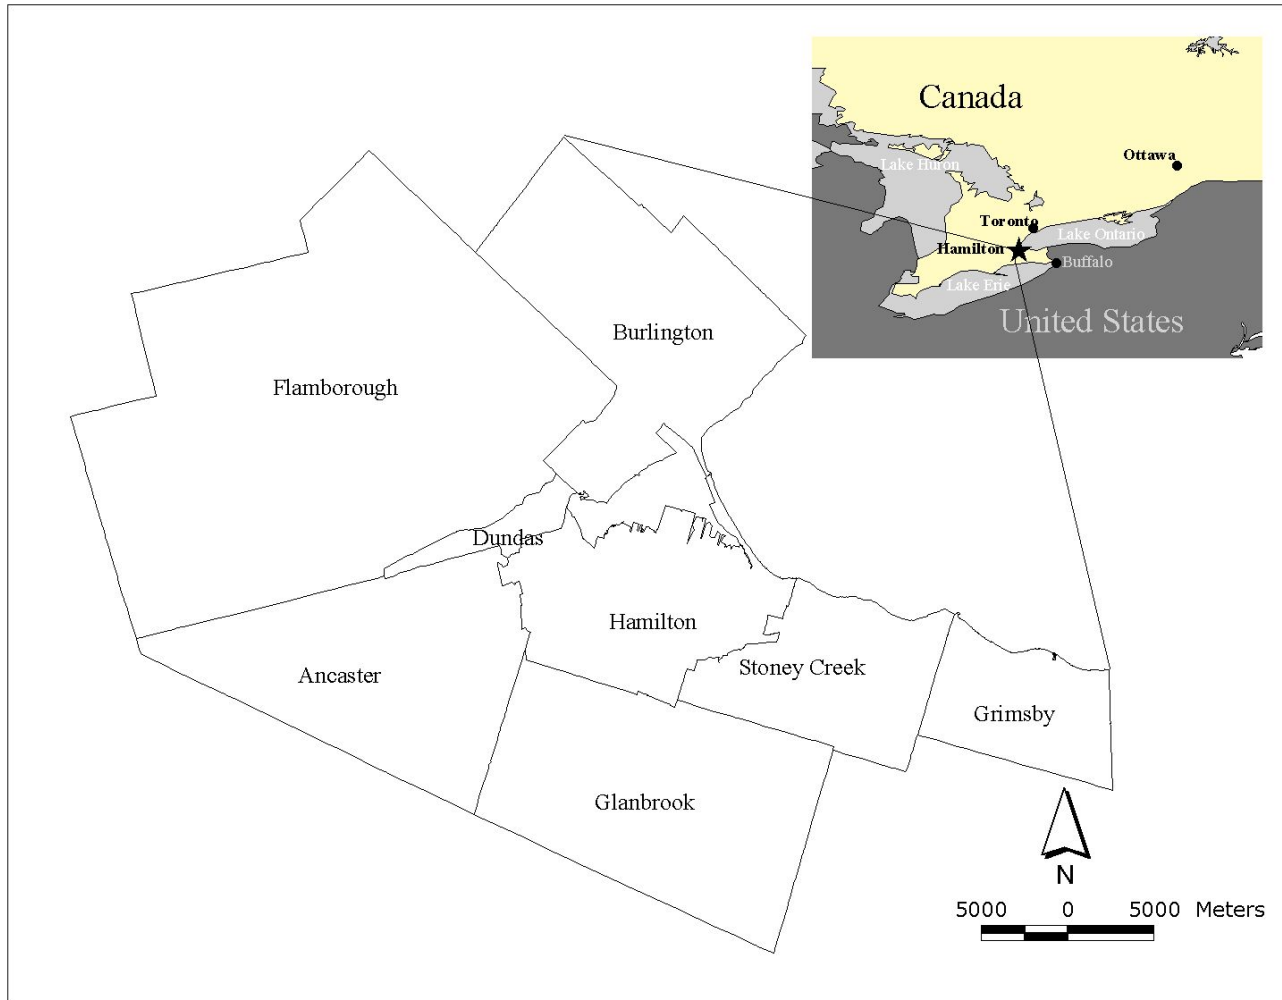 Canada
Ottawa
Lake Huron
Toronto
Lake Ontario
Hamilton
Buffalo
Lake Erie
United States
Burlington
Flamborough
Dundas
Hamilton
Stoney Creek
Ancaster
Grimsby
Glanbrook
N
5000 0 5000 Meters